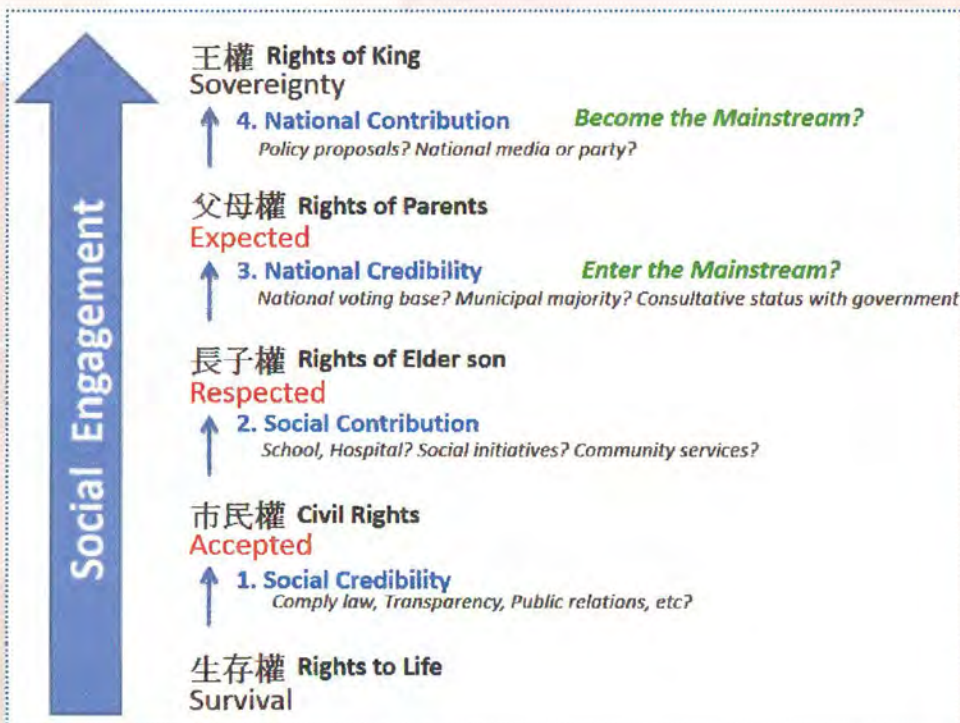 王權 Rights of King
Sovereignty
4. National Contribution Become the Mainstream?
Policy proposals? National media or party?
父母權 Rights of Parents
Expected
3. National Credibility Enter the Mainstream?
National voting base? Municipal majority? Consultative status with government
長子權 Rights of Elder son
Respected
2. Social Contribution
School, Hospital? Social initiatives? Community services?
市民權 Civil Rights
Accepted
1. Social Credibility
Comply law, Transparency, Public relations, etc?
生存權 Rights to Life
Survival
Social Engagement